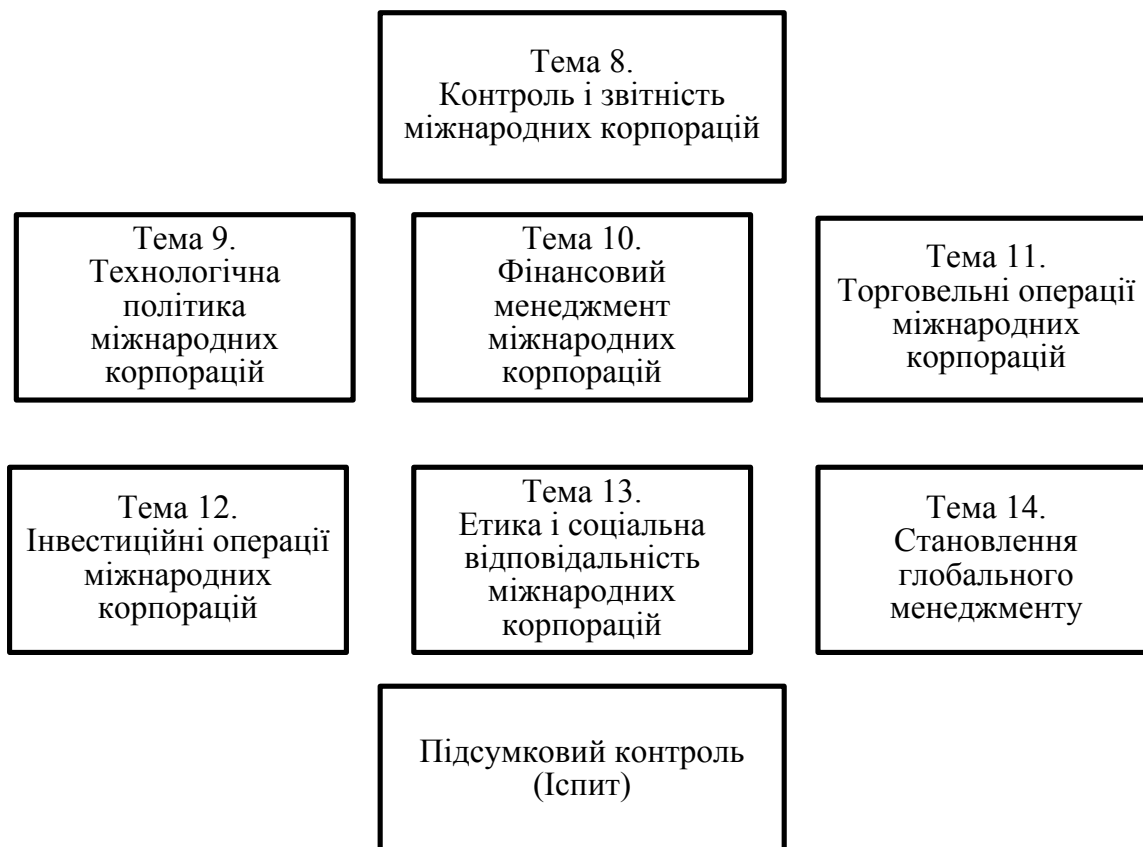 Тема 8.
Контроль і звітність
міжнародних корпорацій
Тема 9.
Технологічна
політика
міжнародних
корпорацій
Тема 10.
Фінансовий
менеджмент
міжнародних
корпорацій
Тема 11.
Торговельні операції
міжнародних
корпорацій
Тема 12.
Інвестиційні операції
міжнародних
корпорацій
Тема 13.
Етика і соціальна
відповідальність
міжнародних
корпорацій
Тема 14.
Становлення
глобального
менеджменту
Підсумковий контроль
(Іспит)